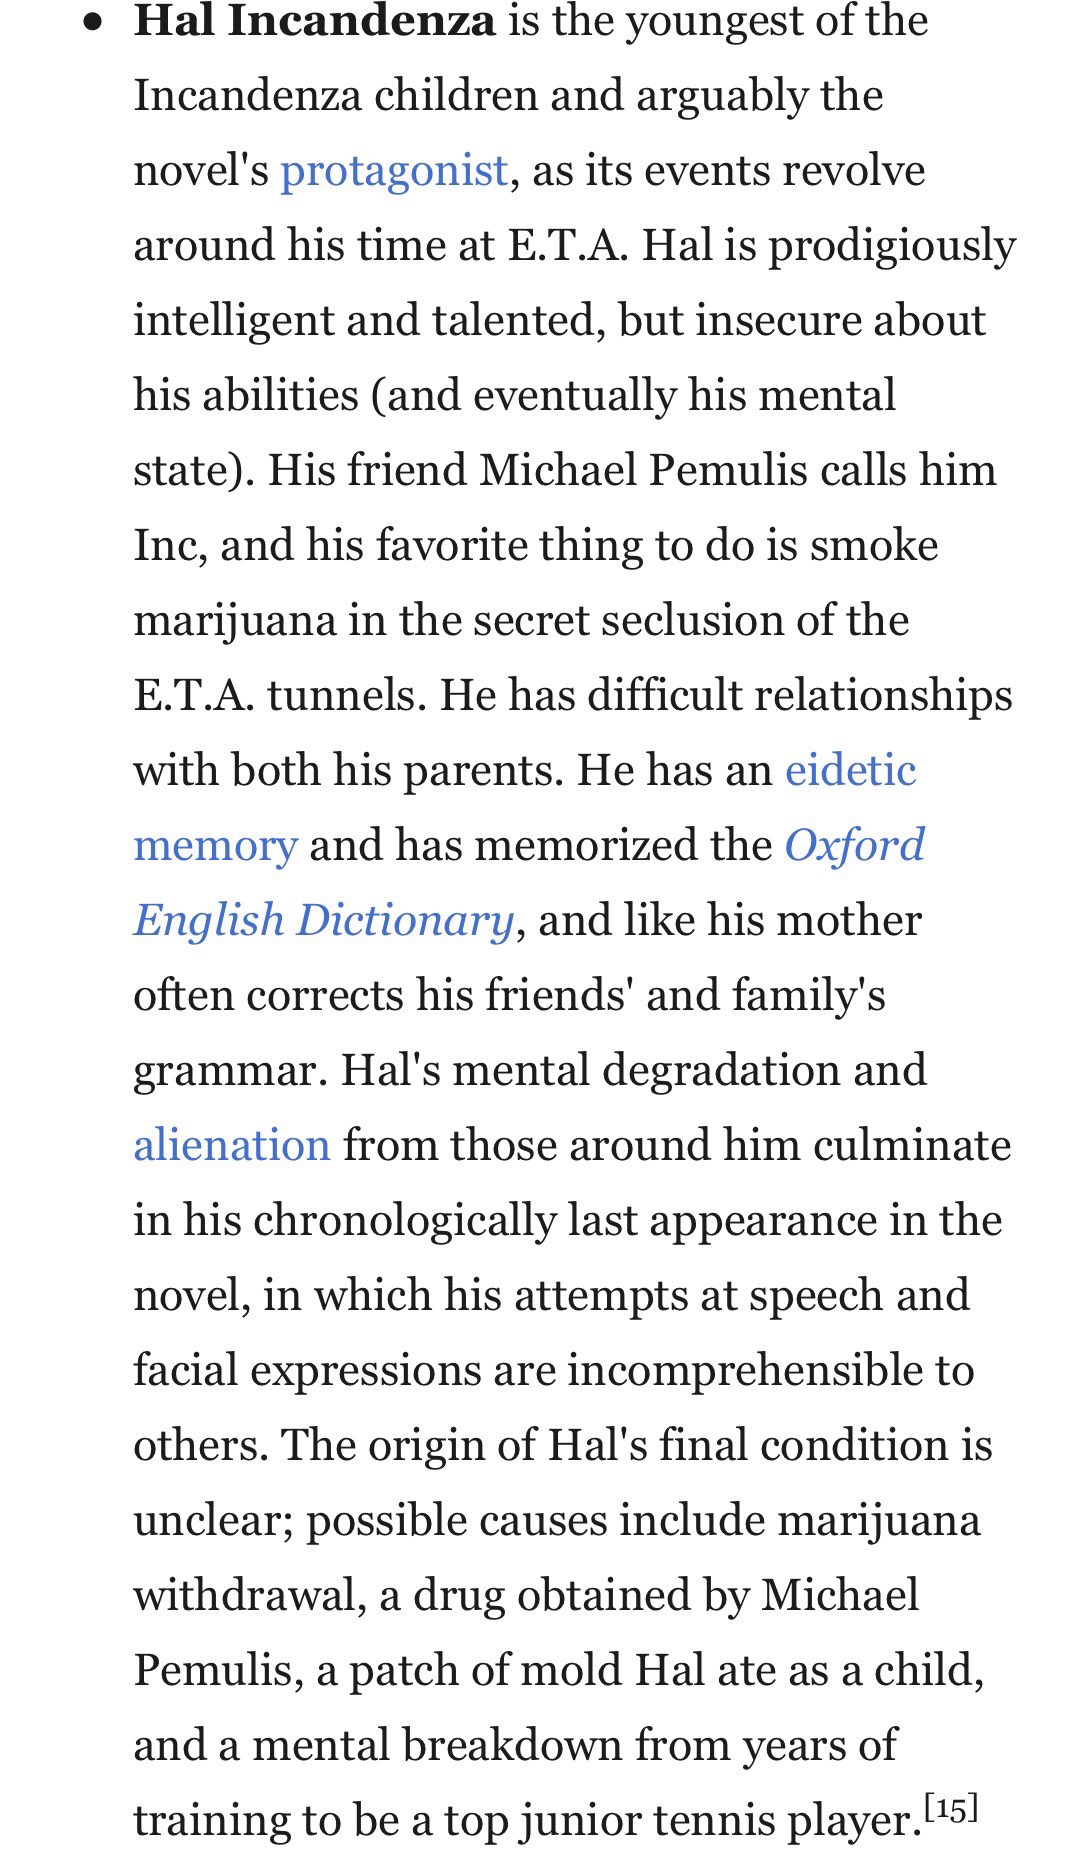 • Hal Incandenza is the youngest of the
Incandenza children and arguably the
novel's protagonist, as its events revolve
around his time at E.T.A. Hal is prodigiously
intelligent and talented, but insecure about
his abilities (and eventually his mental
state). His friend Michael Pemulis calls him
Inc, and his favorite thing to do is smoke
marijuana in the secret seclusion of the
E.T.A. tunnels. He has difficult relationships
with both his parents. He has an eidetic
memory and has memorized the Oxford
English Dictionary, and like his mother
often corrects his friends' and family's
grammar. Hal's mental degradation and
alienation from those around him culminate
in his chronologically last appearance in the
novel, in which his attempts at speech and
facial expressions are incomprehensible to
others. The origin of Hal's final condition is
unclear; possible causes include marijuana
withdrawal, a drug obtained by Michael
Pemulis, a patch of mold Hal ate as a child,
and a mental breakdown from years of
training to be a top junior tennis player.[15]